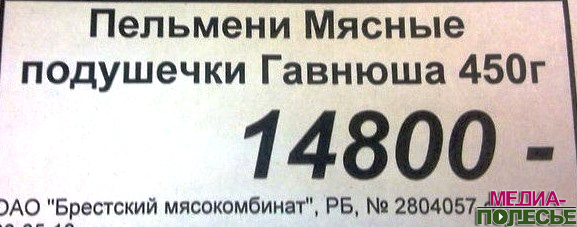 Пельмени Мясные
подушечки Гавнюша 450г
14800 -
ОАО "Брестский мясокомбинат", РБ, № 2804057
МЕДИА-
ПОЛЕСЬЕ